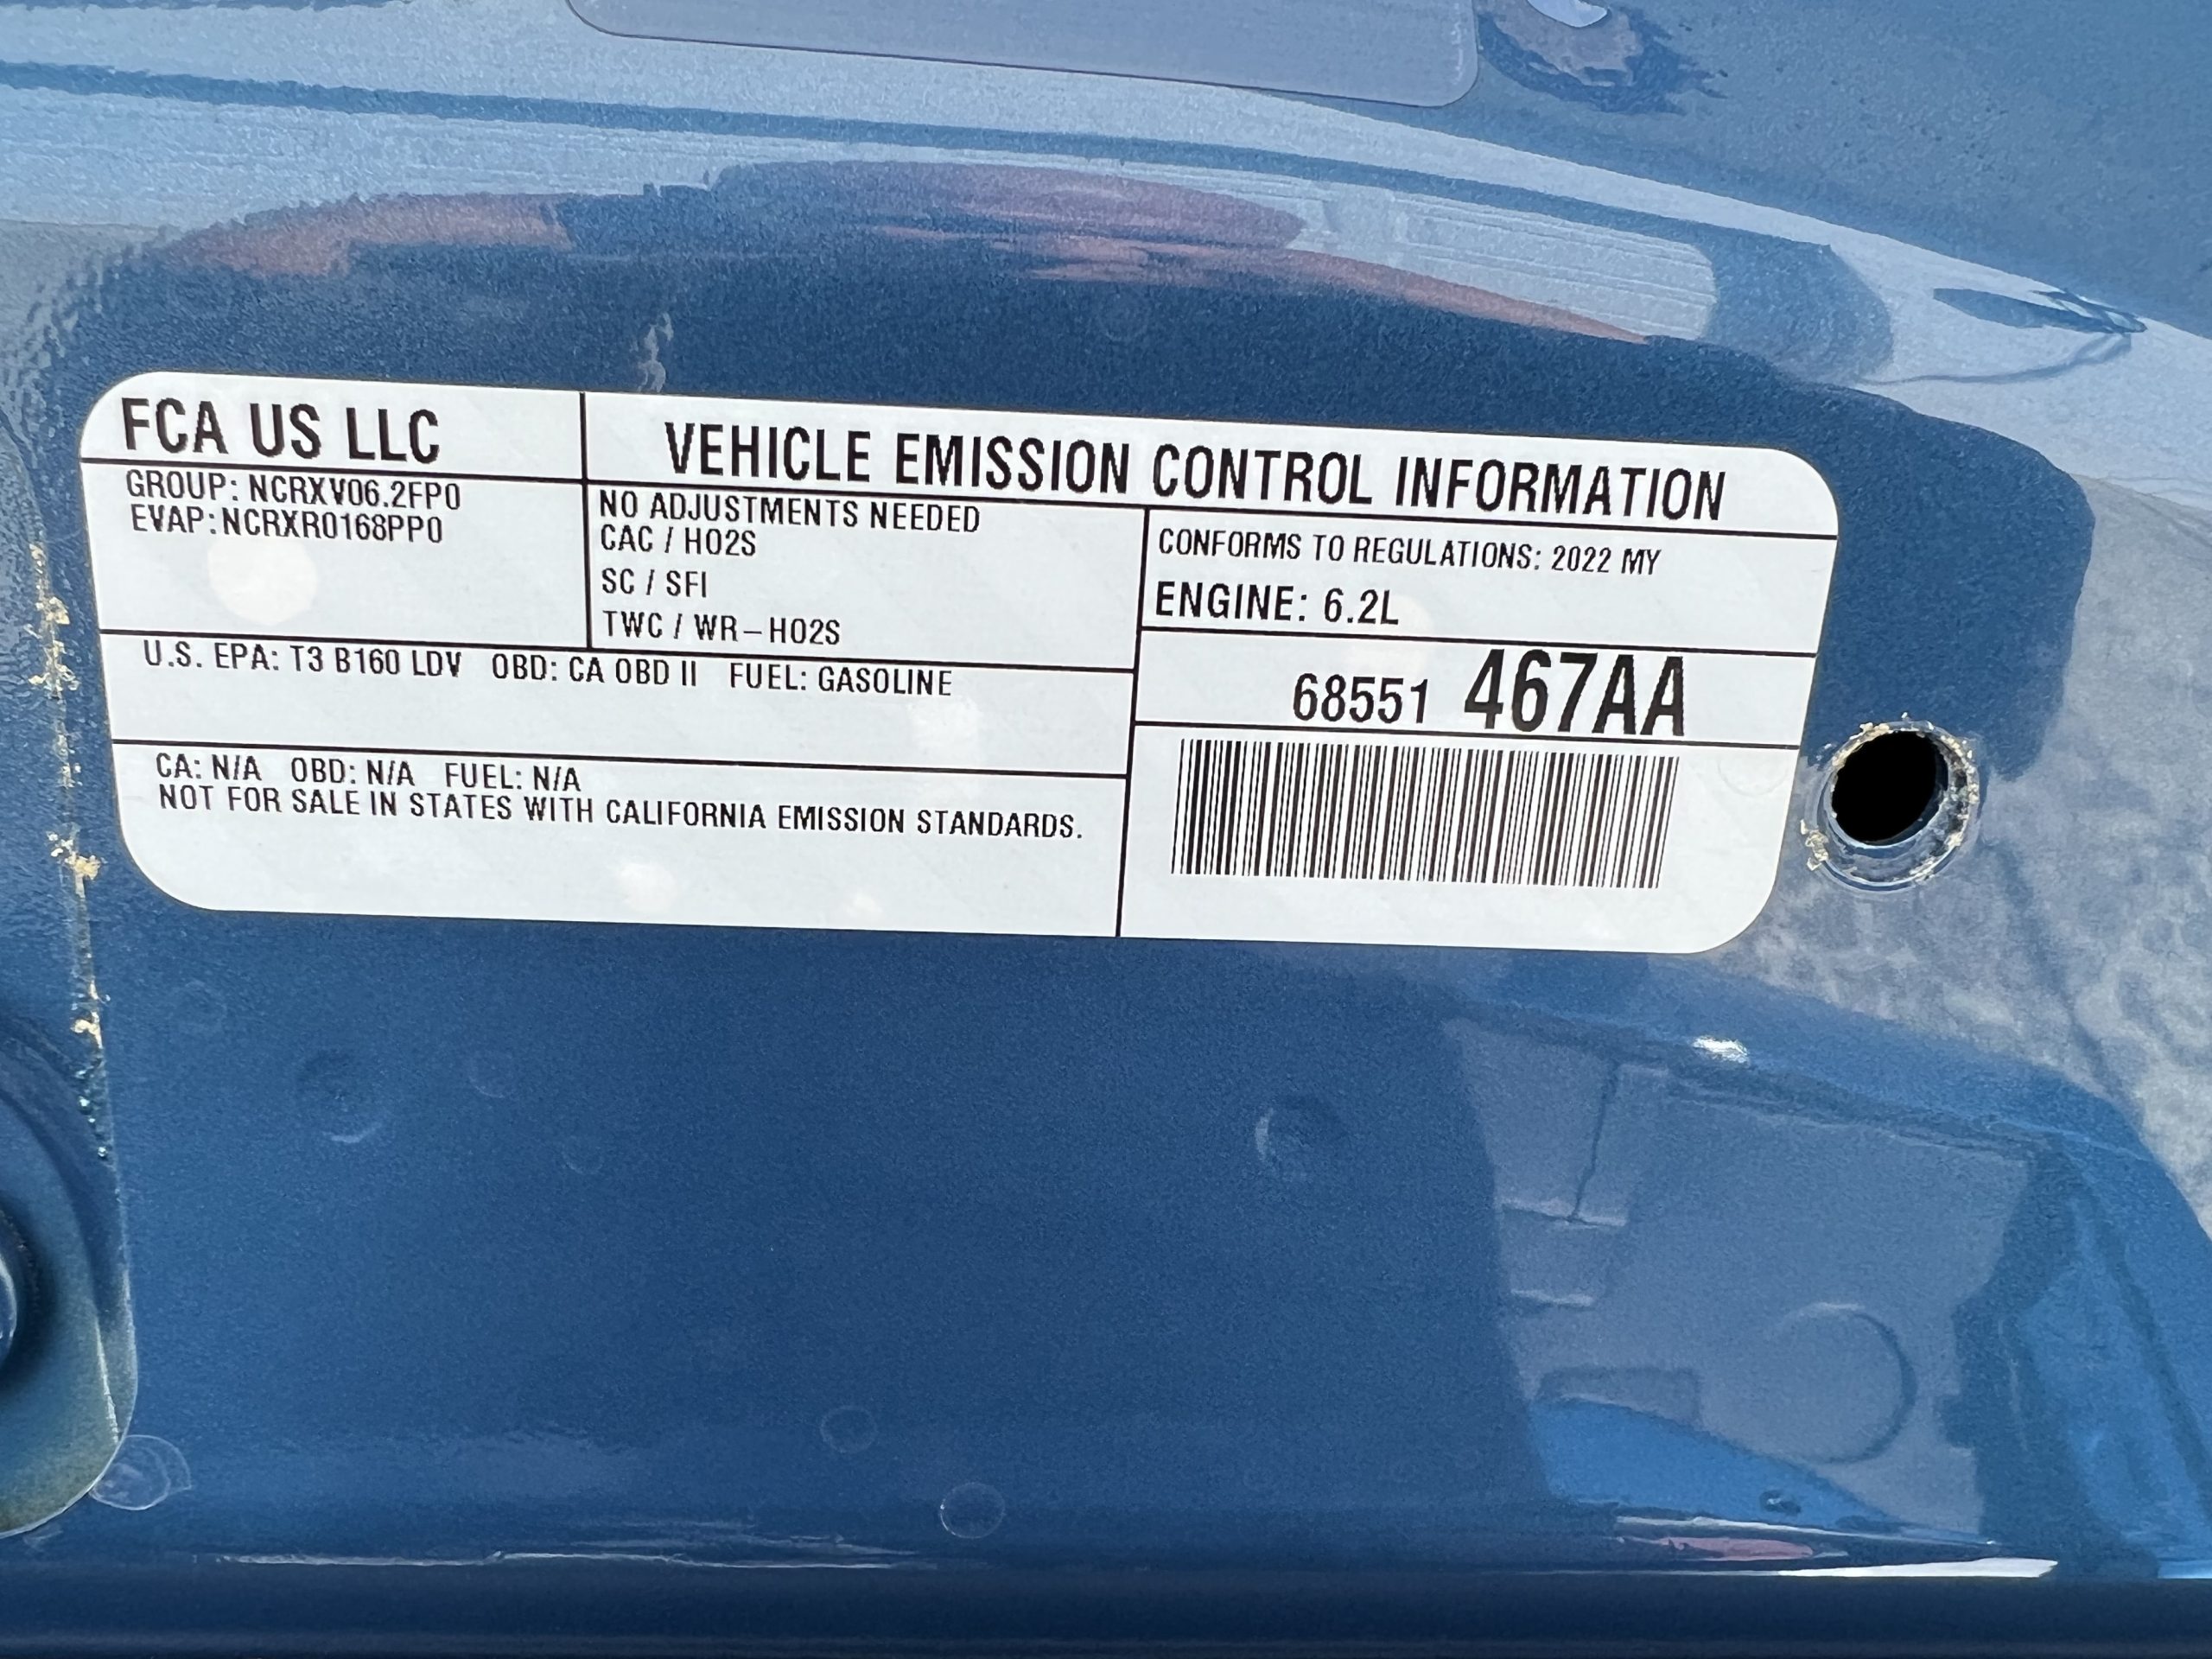 FCA US LLC
VEHICLE EMISSION CONTROL INFORMATION
GROUP: NCRXV06.2FP0
EVAP:NCRXR0168PP0
NO ADJUSTMENTS NEEDED
CAC / HO2S
SC / SFI
TWC / WR-HO2S
CONFORMS TO REGULATIONS: 2022 MY
ENGINE: 6.2L
U.S. EPA: T3 B160 LDV OBD: CA OBD II FUEL: GASOLINE
68551 467AA
CA: N/A OBD: N/A FUEL: N/A
NOT FOR SALE IN STATES WITH CALIFORNIA EMISSION STANDARDS.